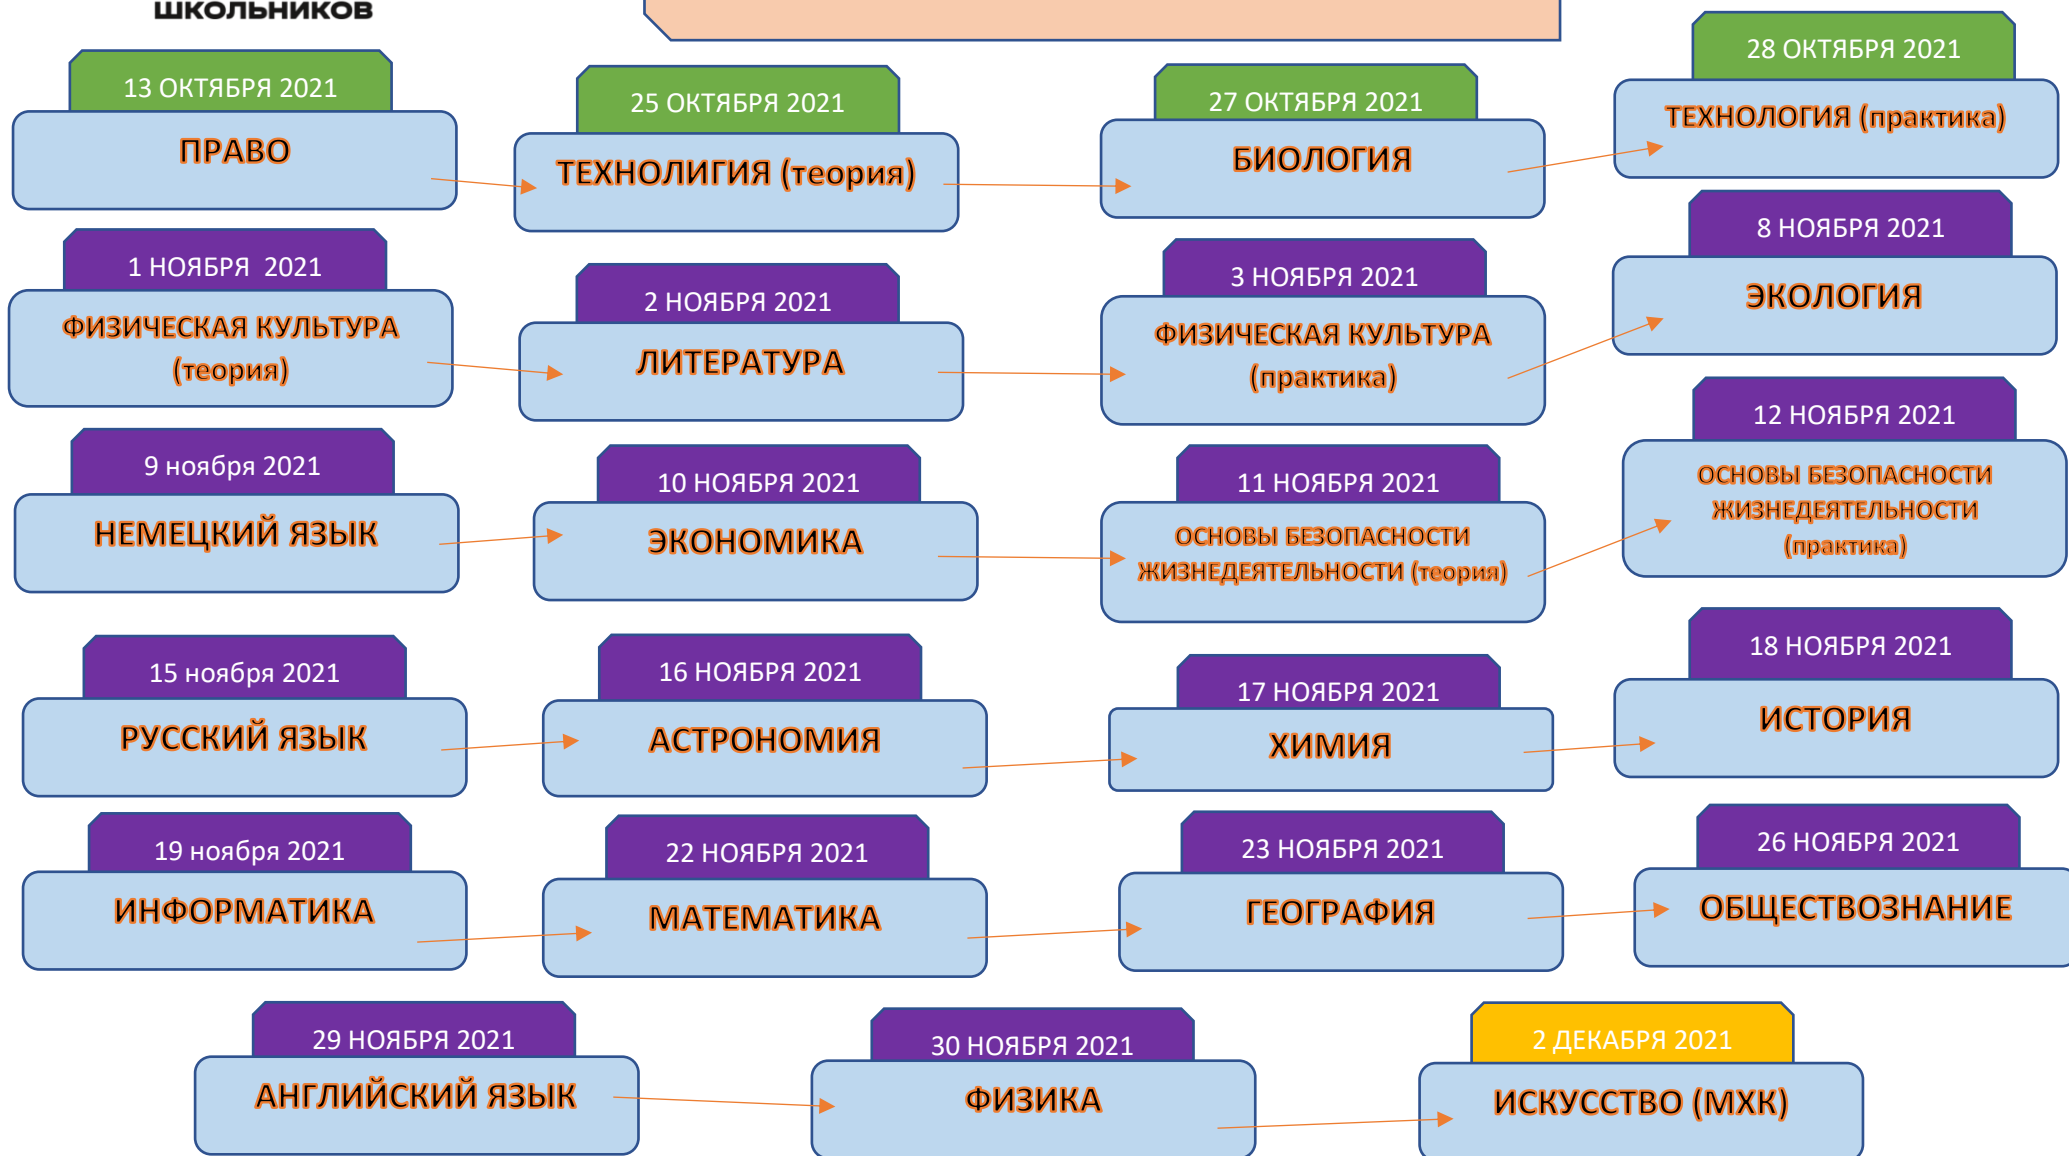 ШКОЛЬНИКОВ
13 ОКТЯБРЯ 2021
ПРАВО
25 ОКТЯБРЯ 2021
ТЕХНОЛИГИЯ (теория)
27 ОКТЯБРЯ 2021
БИОЛОГИЯ
28 ОКТЯБРЯ 2021
ТЕХНОЛОГИЯ (практика)
1 НОЯБРЯ 2021
ФИЗИЧЕСКАЯ КУЛЬТУРА
(теория)
2 НОЯБРЯ 2021
ЛИТЕРАТУРА
3 НОЯБРЯ 2021
ФИЗИЧЕСКАЯ КУЛЬТУРА
(практика)
8 НОЯБРЯ 2021
ЭКОЛОГИЯ
9 ноября 2021
НЕМЕЦКИЙ ЯЗЫК
10 НОЯБРЯ 2021
ЭКОНОМИКА
11 НОЯБРЯ 2021
ОСНОВЫ БЕЗОПАСНОСТИ
ЖИЗНЕДЕЯТЕЛЬНОСТИ (теория)
12 НОЯБРЯ 2021
ОСНОВЫ БЕЗОПАСНОСТИ
ЖИЗНЕДЕЯТЕЛЬНОСТИ
(практика)
15 ноября 2021
РУССКИЙ ЯЗЫК
16 НОЯБРЯ 2021
АСТРОНОМИЯ
17 НОЯБРЯ 2021
ХИМИЯ
18 НОЯБРЯ 2021
ИСТОРИЯ
19 ноября 2021
ИНФОРМАТИКА
22 НОЯБРЯ 2021
МАТЕМАТИКА
23 НОЯБРЯ 2021
ГЕОГРАФИЯ
26 НОЯБРЯ 2021
ОБЩЕСТВОЗНАНИЕ
29 НОЯБРЯ 2021
АНГЛИЙСКИЙ ЯЗЫК
30 НОЯБРЯ 2021
ФИЗИКА
2 ДЕКАБРЯ 2021
ИСКУССТВО (МХК)